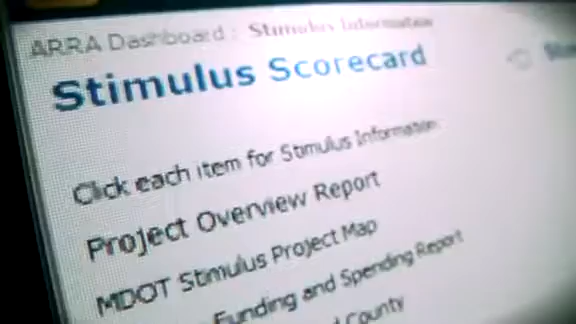 ARRA Dashboard : Stimulus Information
Stimulus Scorecard
Click each item for Stimulus Information
Project Overview Report
MDOT Stimulus Project Map
Funding and Spending Report
County